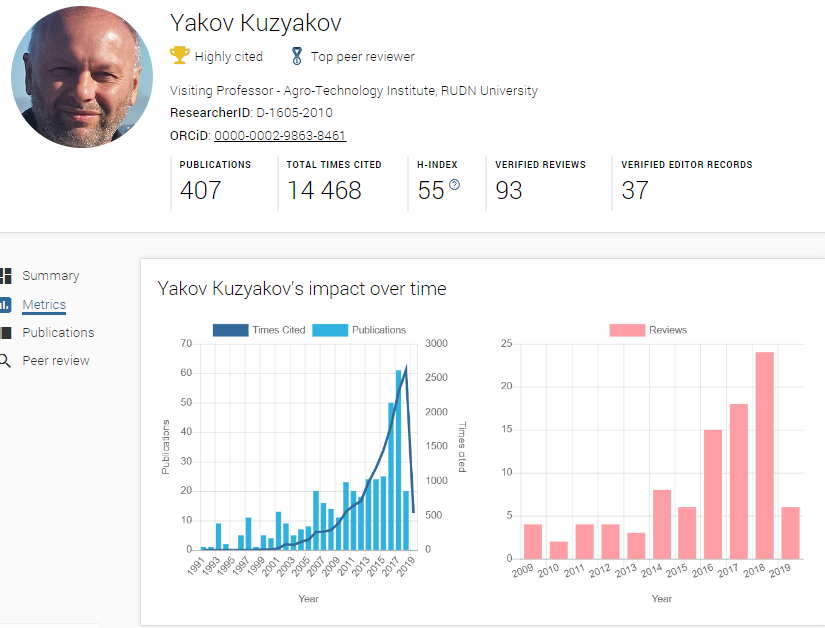 Yakov Kuzyakov
Highly cited Top peer reviewer
Visiting Professor - Agro-Technology Institute, RUDN University
ResearcherID: D-1605-2010
ORCiD: 0000-0002-9863-8461
PUBLICATIONS TOTAL TIMES CITED H-INDEX VERIFIED REVIEWS VERIFIED EDITOR RECORDS
407 14 468 55 ? 93 37
Summary
Metrics
Publications
Peer review
Yakov Kuzyakov's impact over time
Times Cited Publications
70 3000
60 2500
50 2000
40
30 1500
20 1000
10 500
0 0
Publications
Times cited
1991 1993 1995 1997 1999 2001 2003 2005 2007 2009 2011 2013 2015 2017 2019
Year
Reviews
25
20
15
10
5
0
2009 2010 2011 2012 2013 2014 2015 2016 2017 2018 2019
Year